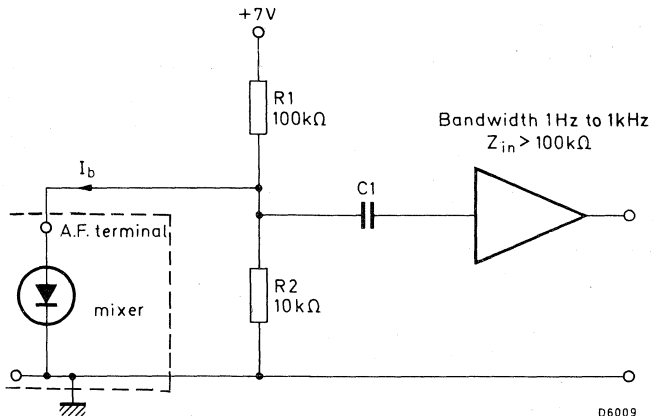 +7V
R1
100kΩ
Bandwidth 1Hz to 1kHz
Zin > 100kΩ
Ib
C1
A.F. terminal
R2
10kΩ
mixer
D6009